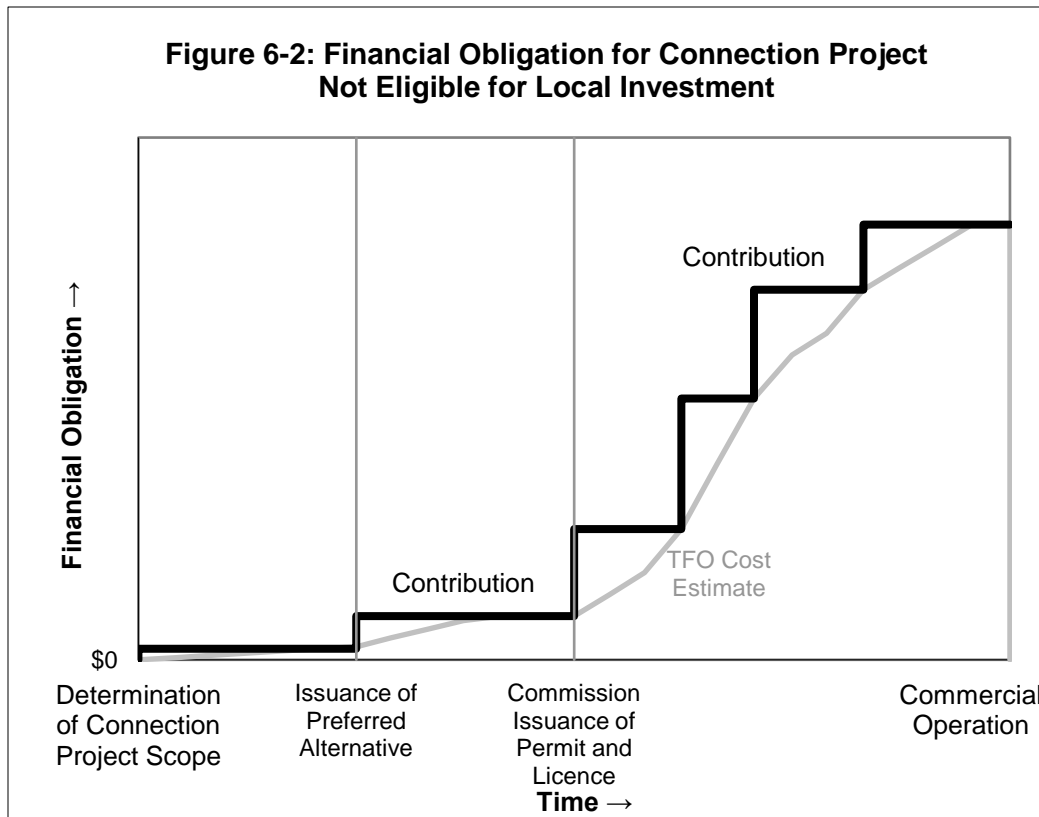 Figure 6-2: Financial Obligation for Connection Project
Not Eligible for Local Investment
Financial Obligation →
Contribution
TFO Cost
Estimate
Contribution
$0
Determination
of Connection
Project Scope
Issuance of
Preferred
Alternative
Commission
Issuance of
Permit and
Licence
Commercial
Operation
Time →